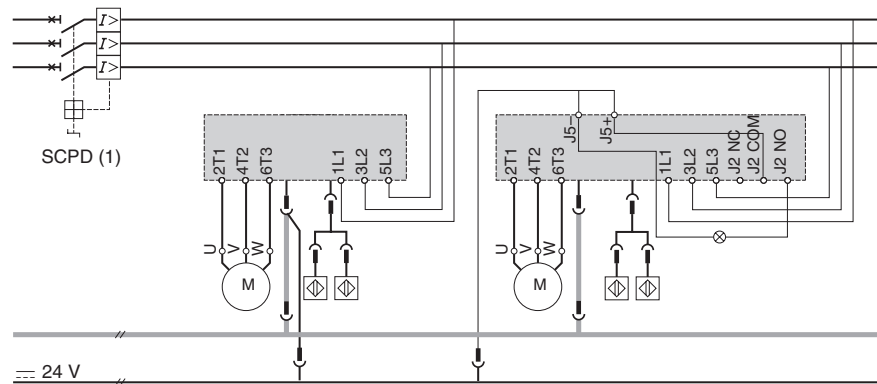 I>
I>
I>
SCPD (1)
2T1
4T2
6T3
1L1
3L2
5L3
U
V
W
M
J5–
J5+
2T1
4T2
6T3
1L1
3L2
5L3
J2 NC
J2 COM
J2 NO
U
V
W
M
24 V